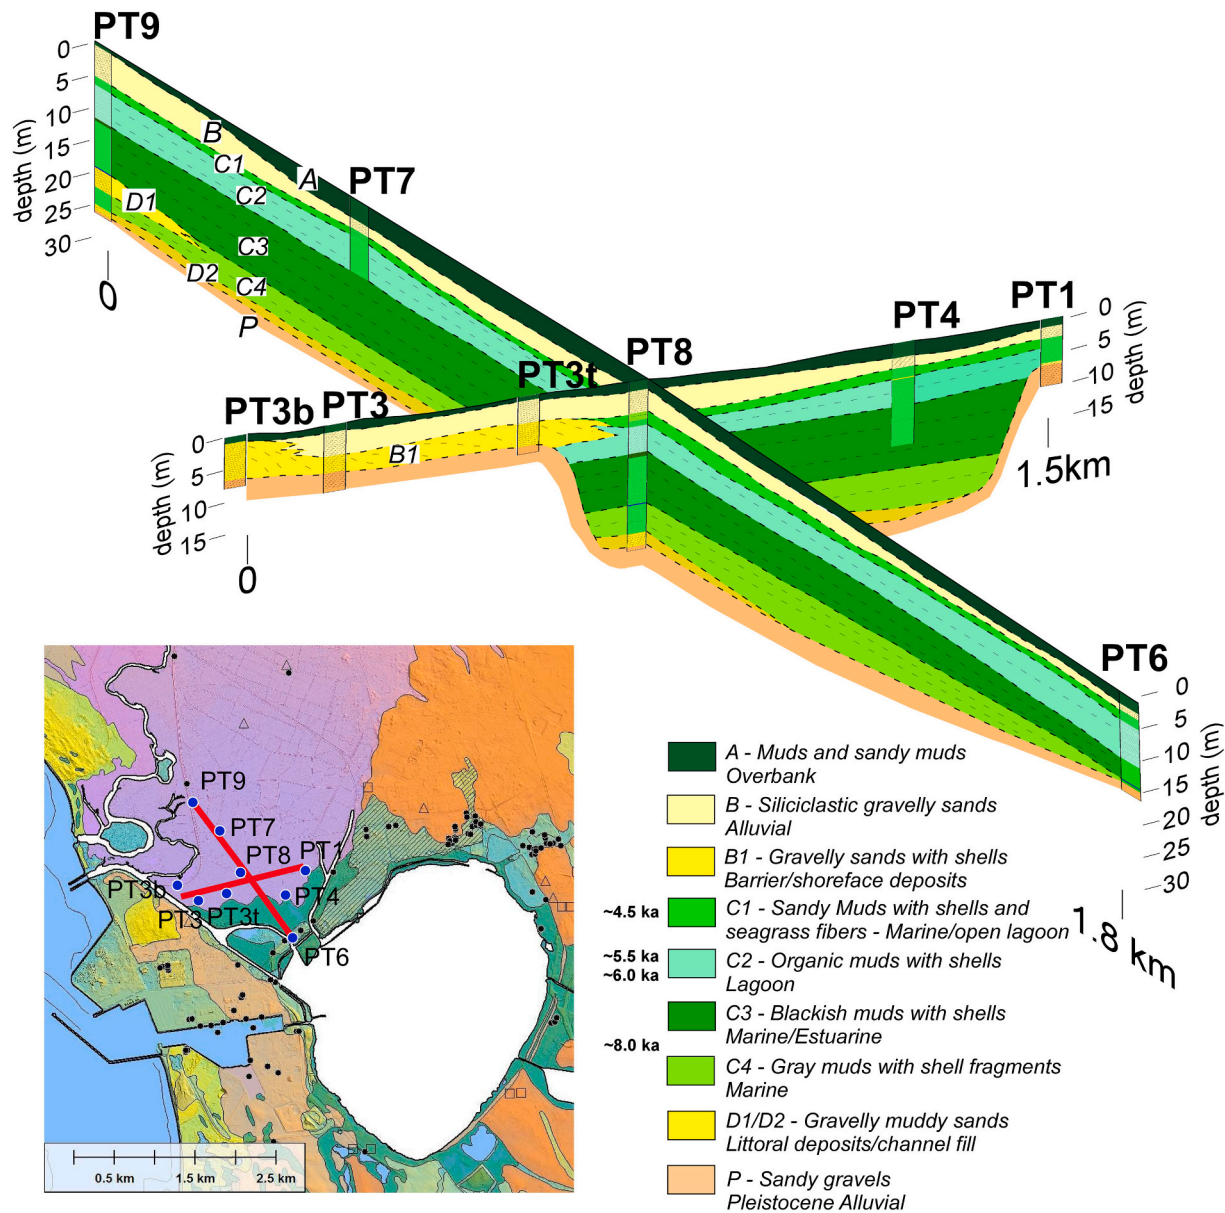 PT9
0
5
10
15
20
25
30
depth (m)
0
B
C1
C2
A
PT7
D1
C3
D2
C4
P
PT8
PT4
PT1
0
5
10
15
depth (m)
1.5km
PT3b
PT3
PT3t
B1
0
5
10
15
depth (m)
0
PT6
0
5
10
15
20
25
30
depth (m)
1.8 km
PT9
PT7
PT8
PT1
PT3b
PT4
PT3
PT3t
PT6
0.5 km
1.5 km
2.5 km
A - Muds and sandy muds
Overbank
B - Siliciclastic gravelly sands
Alluvial
B1 - Gravelly sands with shells
Barrier/shoreface deposits
~4.5 ka
C1 - Sandy Muds with shells and
seagrass fibers - Marine/open lagoon
~5.5 ka
~6.0 ka
C2 - Organic muds with shells
Lagoon
C3 - Blackish muds with shells
Marine/Estuarine
~8.0 ka
C4 - Gray muds with shell fragments
Marine
D1/D2 - Gravelly muddy sands
Littoral deposits/channel fill
P - Sandy gravels
Pleistocene Alluvial